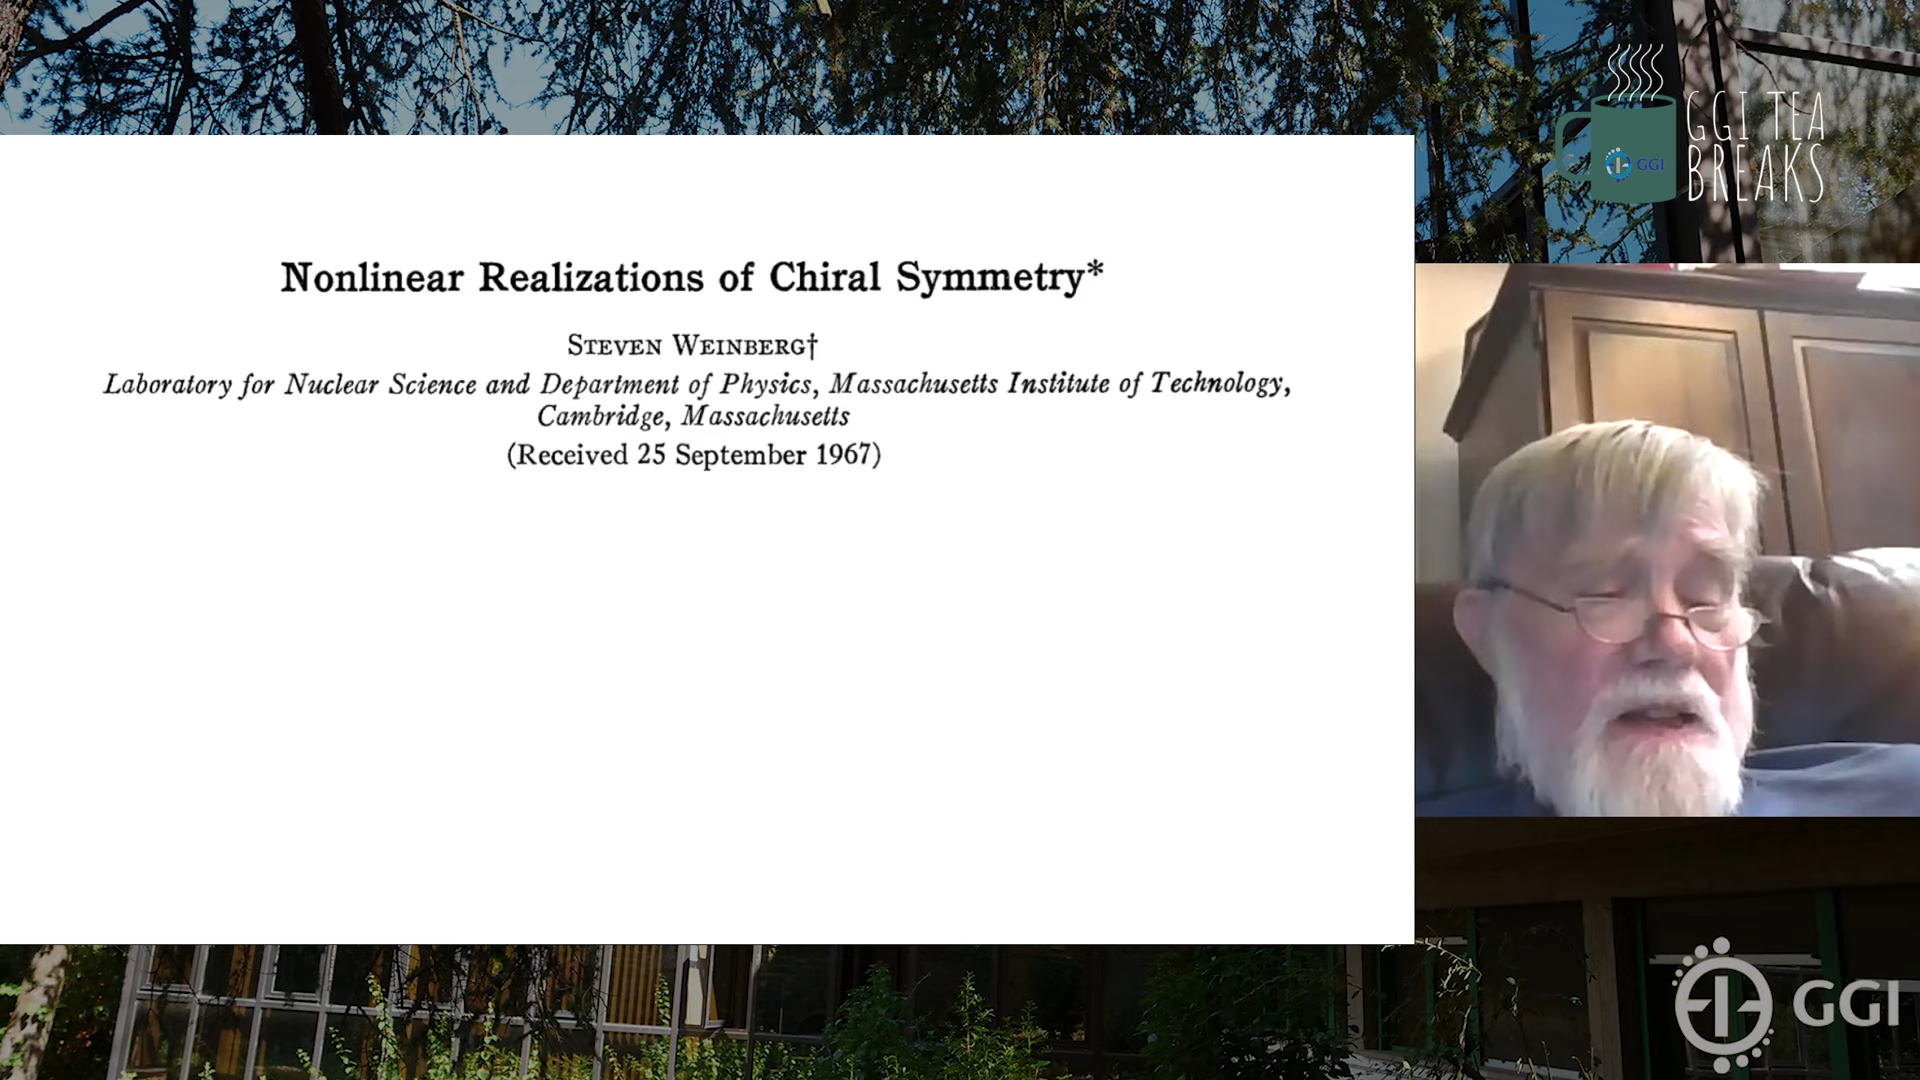 GGI TEA
BREAKS
GGI
Nonlinear Realizations of Chiral Symmetry*
STEVEN WEINBERG†
Laboratory for Nuclear Science and Department of Physics, Massachusetts Institute of Technology,
Cambridge, Massachusetts
(Received 25 September 1967)
GGI